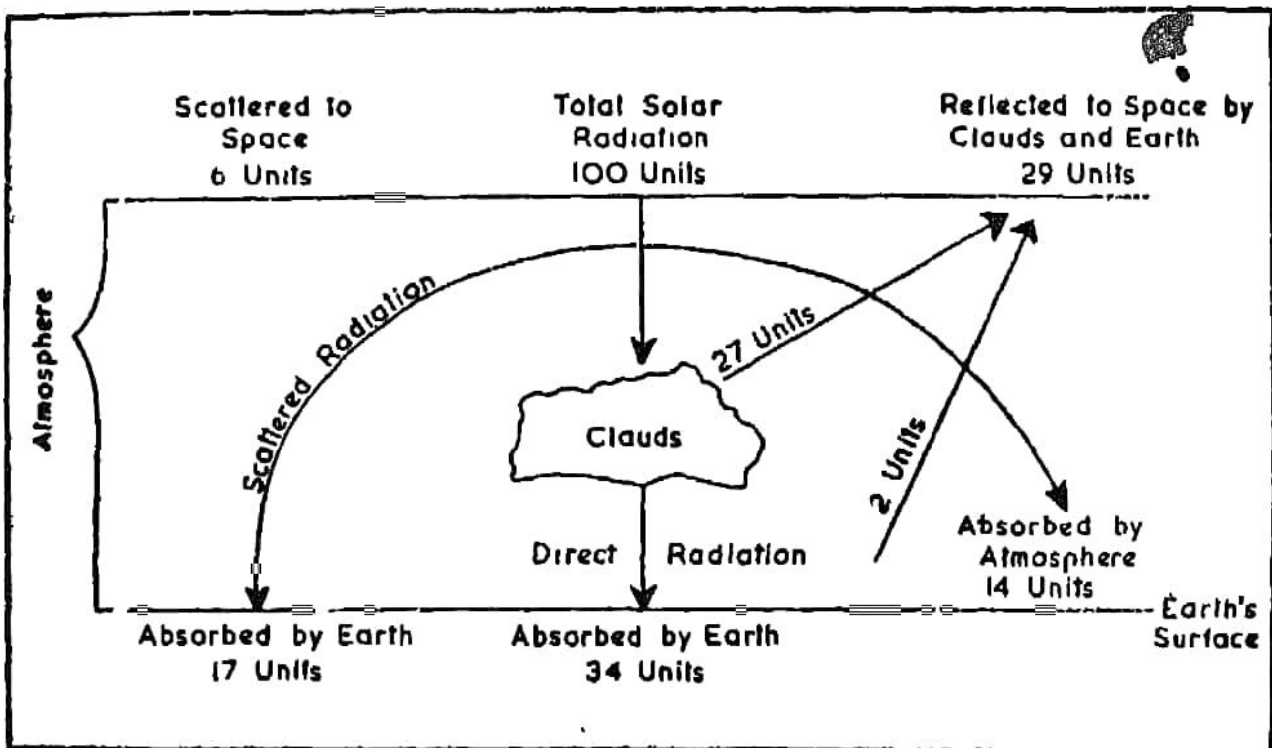 Scattered to
Space
6 Units
Total Solar
Radiation
100 Units
Reflected to Space by
Clauds and Earth
29 Units
Atmosphere
Scattered Radiation
27 Units
Clauds
2 Units
Direct Radiation
Absorbed by
Atmosphere
14 Units
Earth's
Surface
Absorbed by Earth
17 Units
Absorbed by Earth
34 Units